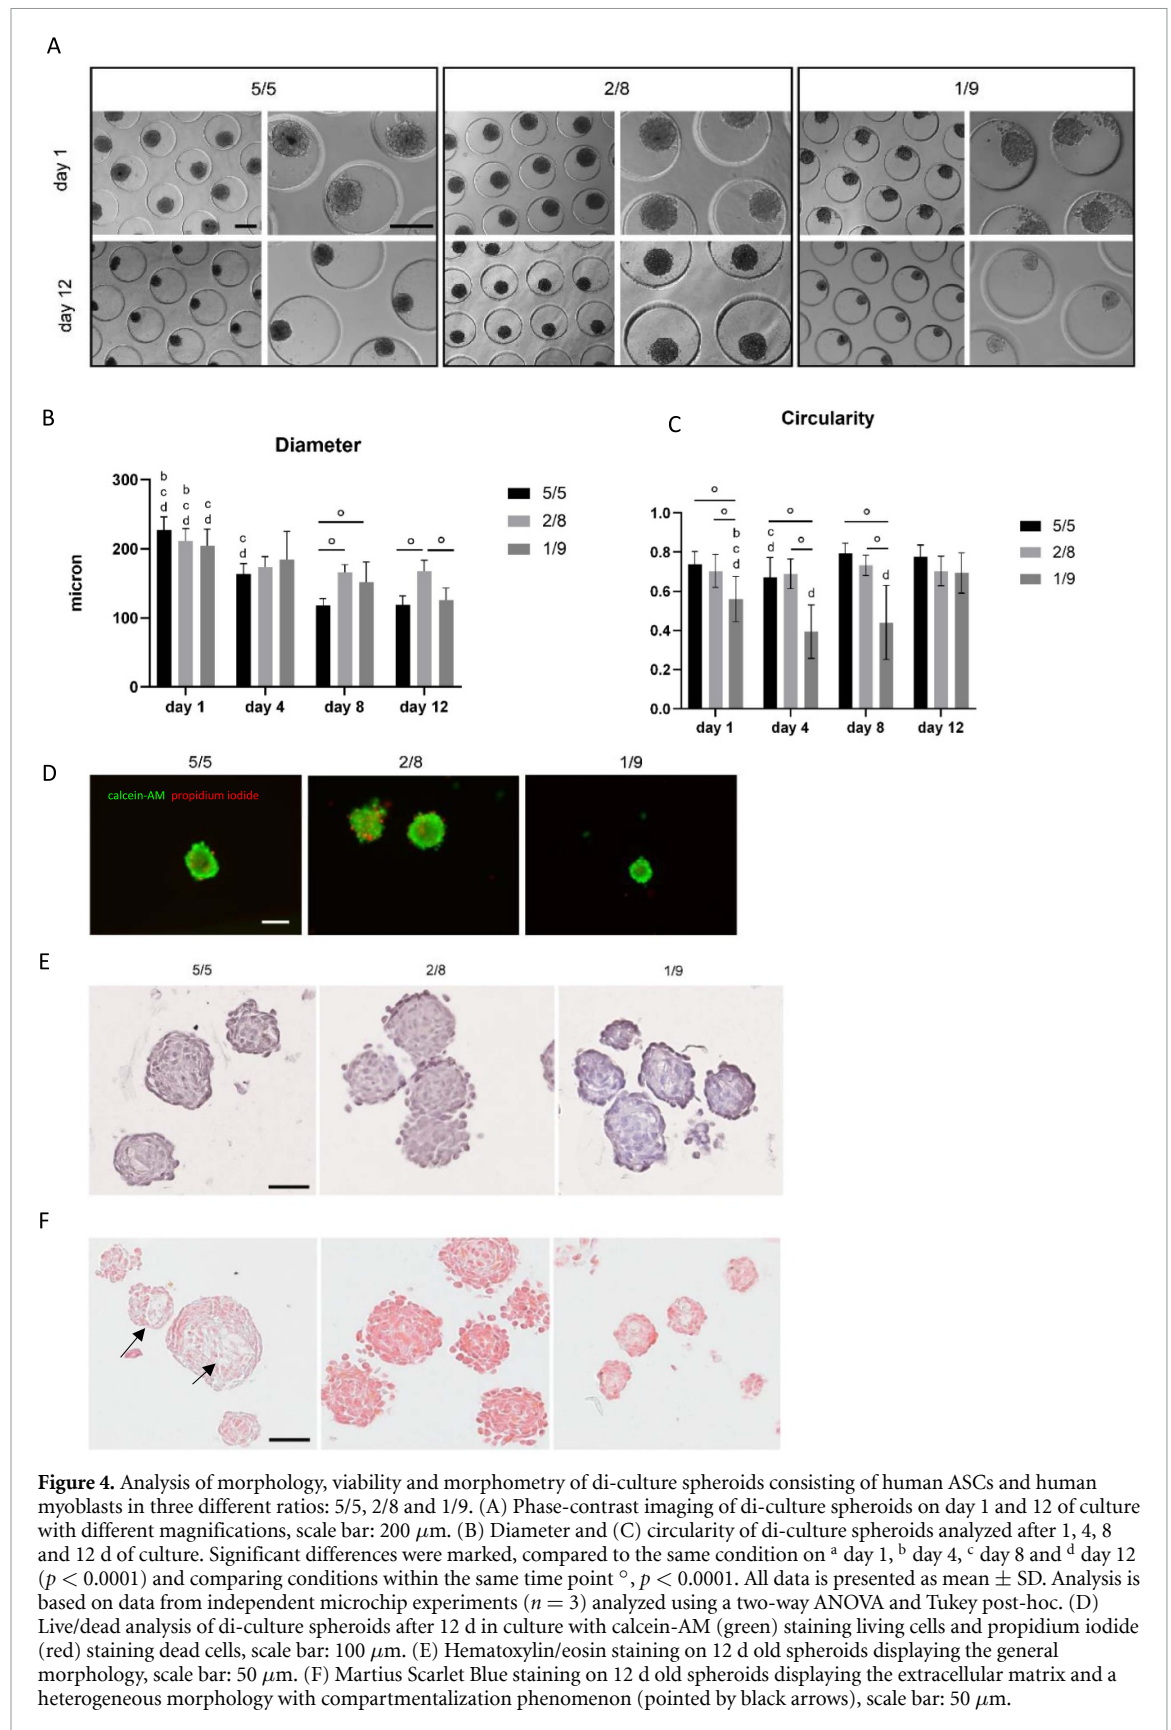 A
5/5
2/8
1/9
day 1
day 12
B
Diameter
300
200
100
0
micron
b
c
d
b
c
d
c
d
c
d
°
°
°
°
day 1
day 4
day 8
day 12
5/5
2/8
1/9
C
Circularity
1.0
0.8
0.6
0.4
0.2
0.0
°
°
b
c
d
c
d
°
°
d
°
°
d
day 1
day 4
day 8
day 12
5/5
2/8
1/9
D
5/5
2/8
1/9
calcein-AM propidium iodide
E
5/5
2/8
1/9
F
Figure 4. Analysis of morphology, viability and morphometry of di-culture spheroids consisting of human ASCs and human
myoblasts in three different ratios: 5/5, 2/8 and 1/9. (A) Phase-contrast imaging of di-culture spheroids on day 1 and 12 of culture
with different magnifications, scale bar: 200 μm. (B) Diameter and (C) circularity of di-culture spheroids analyzed after 1, 4, 8
and 12 d of culture. Significant differences were marked, compared to the same condition on ᵃ day 1, ᵇ day 4, ᶜ day 8 and ᵈ day 12
(p < 0.0001) and comparing conditions within the same time point °, p < 0.0001. All data is presented as mean ± SD. Analysis is
based on data from independent microchip experiments (n = 3) analyzed using a two-way ANOVA and Tukey post-hoc. (D)
Live/dead analysis of di-culture spheroids after 12 d in culture with calcein-AM (green) staining living cells and propidium iodide
(red) staining dead cells, scale bar: 100 μm. (E) Hematoxylin/eosin staining on 12 d old spheroids displaying the general
morphology, scale bar: 50 μm. (F) Martius Scarlet Blue staining on 12 d old spheroids displaying the extracellular matrix and a
heterogeneous morphology with compartmentalization phenomenon (pointed by black arrows), scale bar: 50 μm.